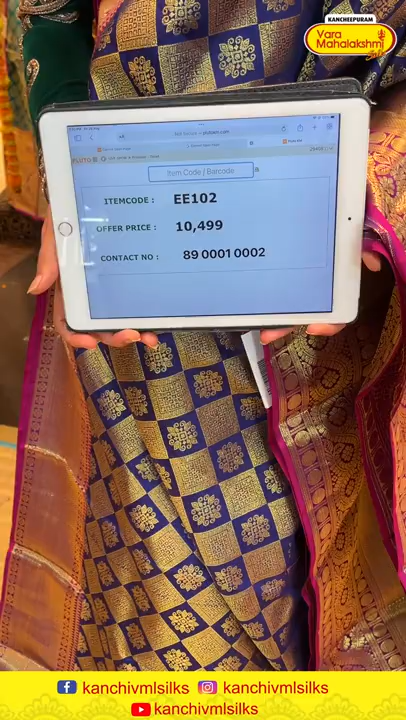 KANCHEEPURAM
Vara
Mahalakshmi
Item Code / Barcode
ITEMCODE : EE102
OFFER PRICE : 10,499
CONTACT NO : 89 0001 0002
kanchivmlsilks kanchivmlsilks
kanchivmlsilks